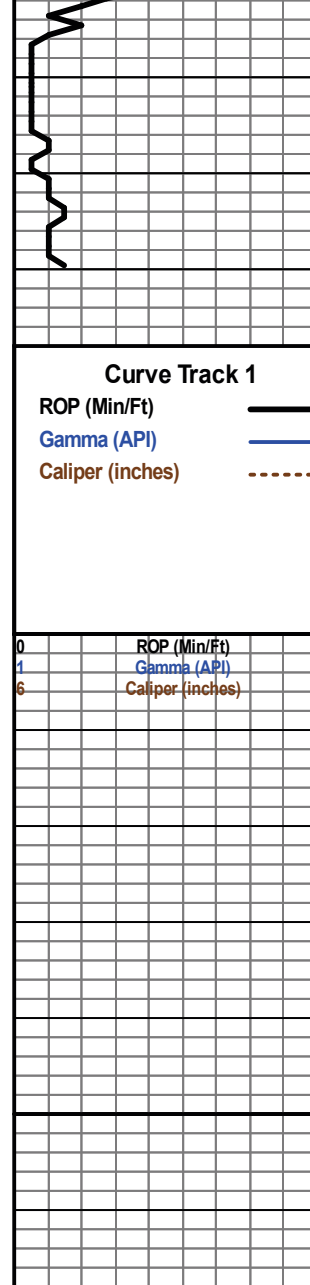 Curve Track 1
ROP (Min/Ft)
Gamma (API)
Caliper (inches)
0 ROP (Min/Ft)
1 Gamma (API)
6 Caliper (inches)